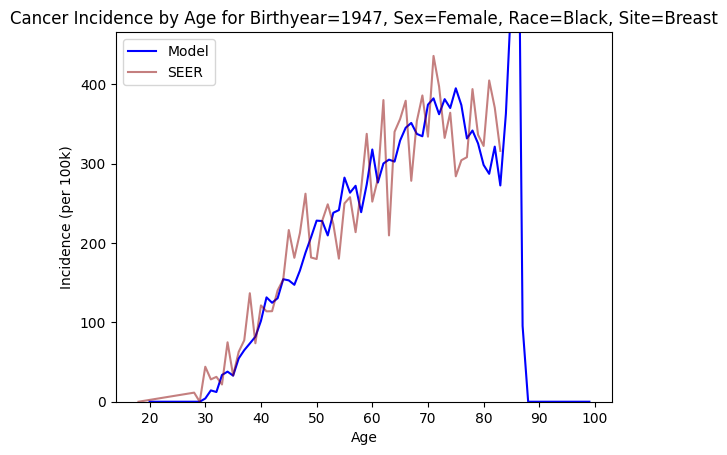 Cancer Incidence by Age for Birthyear=1947, Sex=Female, Race=Black, Site=Breast
Model
SEER
400
300
200
100
0
Incidence (per 100k)
20 30 40 50 60 70 80 90 100
Age